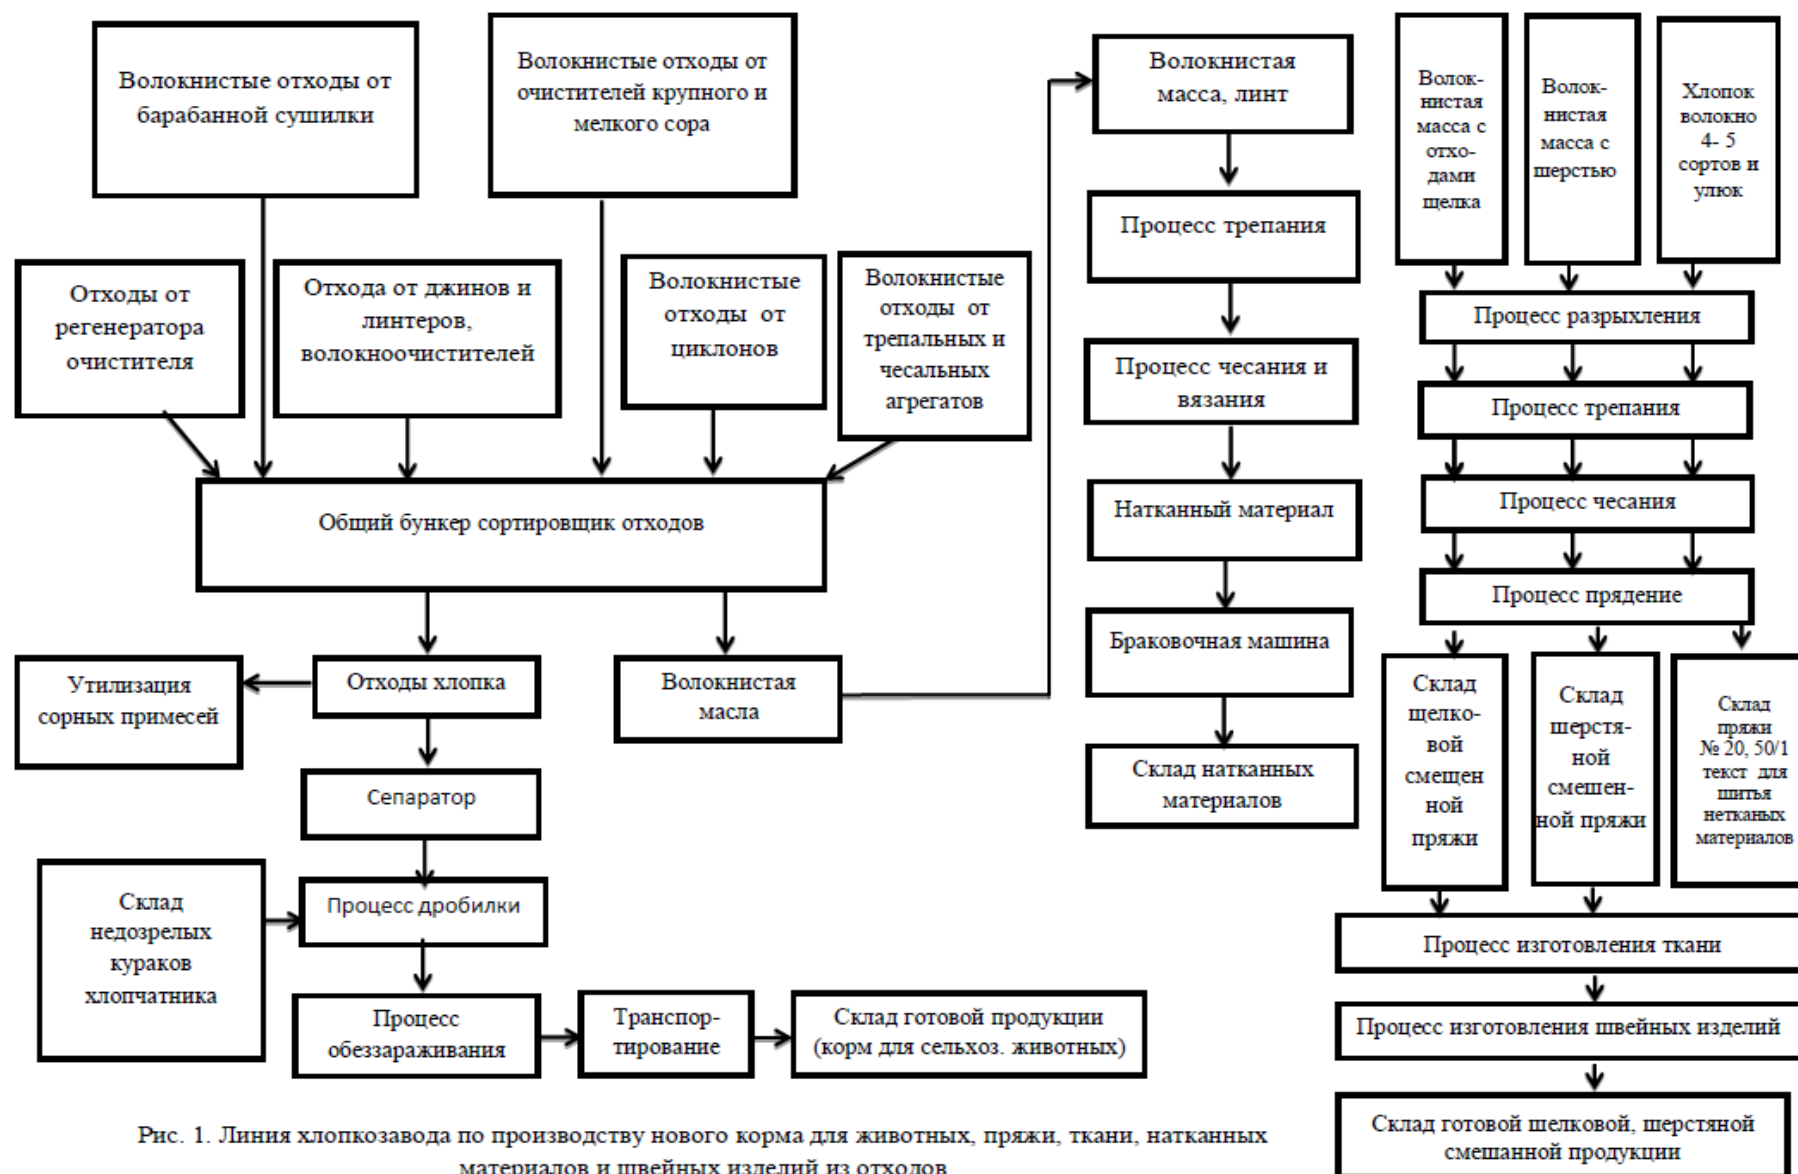 Волокнистые отходы от
барабанной сушилки
Волокнистые отходы от
очистителей крупного и
мелкого сора
Отходы от
регенератора
очистителя
Отхода от джинов и
линтеров,
волокноочистителей
Волокнистые
отходы от
циклонов
Волокнистые
отходы от
трепальных и
чесальных
агрегатов
Общий бункер сортировщик отходов
Утилизация
сорных примесей
Отходы хлопка
Волокнистая
масла
Сепаратор
Склад
недозрелых
кураков
хлопчатника
Процесс дробилки
Процесс
обеззараживания
Транспор-
тирование
Склад готовой продукции
(корм для сельхоз. животных)
Волокнистая
масса, линт
Процесс трепания
Процесс чесания и
вязания
Натканный материал
Браковочная машина
Склад натканных
материалов
Волок-
нистая
масса с
отхо-
дами
щелка
Волок-
нистая
масса с
шерстью
Хлопок
волокно
4- 5
сортов и
улюк
Процесс разрыхления
Процесс трепания
Процесс чесания
Процесс прядение
Склад
щелко-
вой
смещен
ной
пряжи
Склад
шерстя-
ной
смешен-
ной пряжи
Склад
пряжи
№ 20, 50/1
текст для
шитья
нетканых
материалов
Процесс изготовления ткани
Процесс изготовления швейных изделий
Склад готовой шелковой, шерстяной
смешанной продукции
Рис. 1. Линия хлопкозавода по производству нового корма для животных, пряжи, ткани, натканных
материалов и швейных изделий из отходов